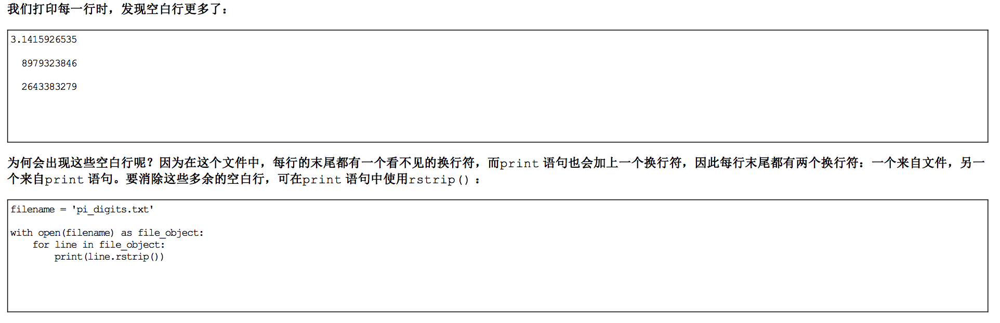 我们打印每一行时，发现空白行更多了：
3.1415926535
  8979323846
  2643383279
为何会出现这些空白行呢？因为在这个文件中，每行的末尾都有一个看不见的换行符，而print 语句也会加上一个换行符，因此每行末尾都有两个换行符：一个来自文件，另一
个来自print 语句。要消除这些多余的空白行，可在print 语句中使用rstrip() ：
filename = 'pi_digits.txt'
with open(filename) as file_object:
    for line in file_object:
        print(line.rstrip())